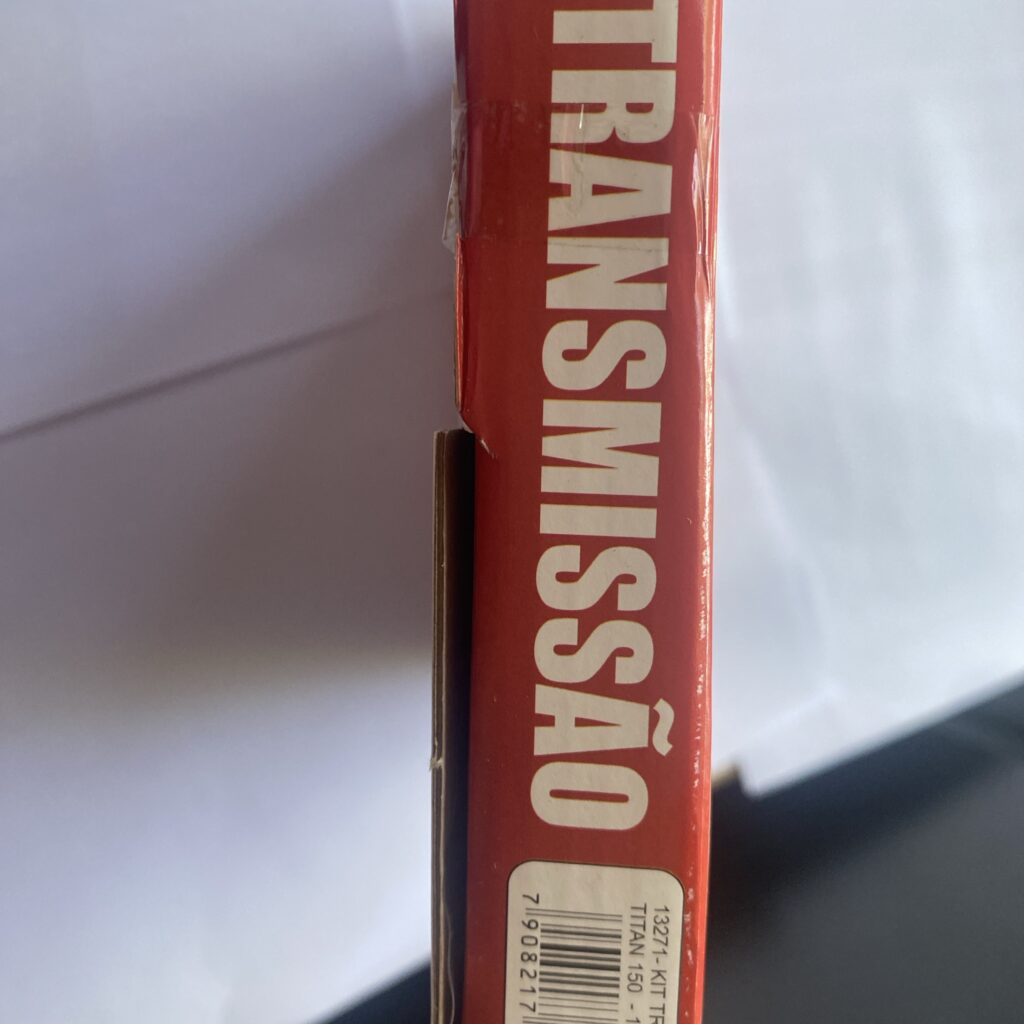 TRANSMISSÃO
13271- KIT TR
TITAN 150 - 1
7 908217